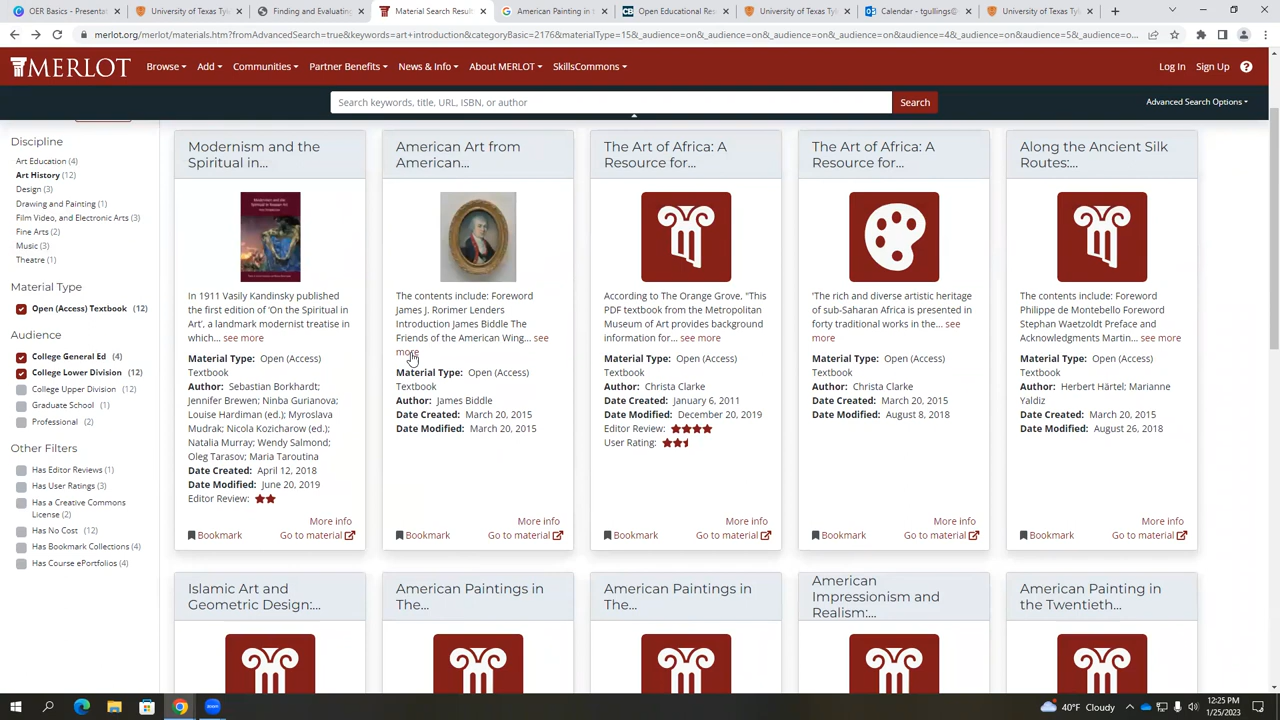 OER Basics - C
University of Texas Tyle
Finding and Evaluating
Material Search Result
American Painting in t
Open Educational Res
University of Texas Tyl
Calendar - tgullings@
University of Texas Tyl
merlot.org/merlot/materials.htm?fromAdvancedSearch=true&keywords=art+introduction&categoryBasic=2176&materialType=15&_audience=on&_audience=on&audience=4&_audience=on&audience=5&_audience=o...
MERLOT
Browse
Add
Communities
Partner Benefits
News & Info
About MERLOT
SkillsCommons
Log In
Sign Up
Search keywords, title, URL, ISBN, or author
Search
Advanced Search Options
Discipline
Art Education (4)
Art History (12)
Design (3)
Drawing and Painting (1)
Film Video, and Electronic Arts (3)
Fine Arts (2)
Music (3)
Theatre (1)
Material Type
Open (Access) Textbook (12)
Audience
College General Ed (4)
College Lower Division (12)
College Upper Division (12)
Graduate School (1)
Professional (2)
Other Filters
Has Editor Reviews (1)
Has User Ratings (3)
Has a Creative Commons
License (2)
Has No Cost (12)
Has Bookmark Collections (4)
Has Course ePortfolios (4)
Modernism and the
Spiritual in...
In 1911 Vasily Kandinsky published
the first edition of 'On the Spiritual in
Art', a landmark modernist treatise in
which... see more
Material Type: Open (Access)
Textbook
Author: Sebastian Borkhardt;
Jennifer Brewen; Ninba Gurianova;
Louise Hardiman (ed.); Myroslava
Mudrak; Nicola Kozicharow (ed.);
Natalia Murray; Wendy Salmond;
Oleg Tarasov; Maria Taroutina
Date Created: April 12, 2018
Date Modified: June 20, 2019
Editor Review:
More info
Bookmark
Go to material
American Art from
American...
The contents include: Foreword
James J. Rorimer Lenders
Introduction James Biddle The
Friends of the American Wing... see
more
Material Type: Open (Access)
Textbook
Author: James Biddle
Date Created: March 20, 2015
Date Modified: March 20, 2015
More info
Bookmark
Go to material
The Art of Africa: A
Resource for...
According to The Orange Grove, "This
PDF textbook from the Metropolitan
Museum of Art provides background
information for... see more
Material Type: Open (Access)
Textbook
Author: Christa Clarke
Date Created: January 6, 2011
Date Modified: December 20, 2019
Editor Review:
User Rating:
More info
Bookmark
Go to material
The Art of Africa: A
Resource for...
'The rich and diverse artistic heritage
of sub-Saharan Africa is presented in
forty traditional works in the... see
more
Material Type: Open (Access)
Textbook
Author: Christa Clarke
Date Created: March 20, 2015
Date Modified: August 8, 2018
More info
Bookmark
Go to material
Along the Ancient Silk
Routes:...
The contents include: Foreword
Philippe de Montebello Foreword
Stephan Waetzoldt Preface and
Acknowledgments Martin... see more
Material Type: Open (Access)
Textbook
Author: Herbert Härtel; Marianne
Yaldiz
Date Created: March 20, 2015
Date Modified: August 26, 2018
More info
Bookmark
Go to material
Islamic Art and
Geometric Design:...
American Paintings in
The...
American Paintings in
The...
American
Impressionism and
Realism:...
American Painting in
the Twentieth...
zoom
40°F Cloudy
12:25 PM
1/25/2023